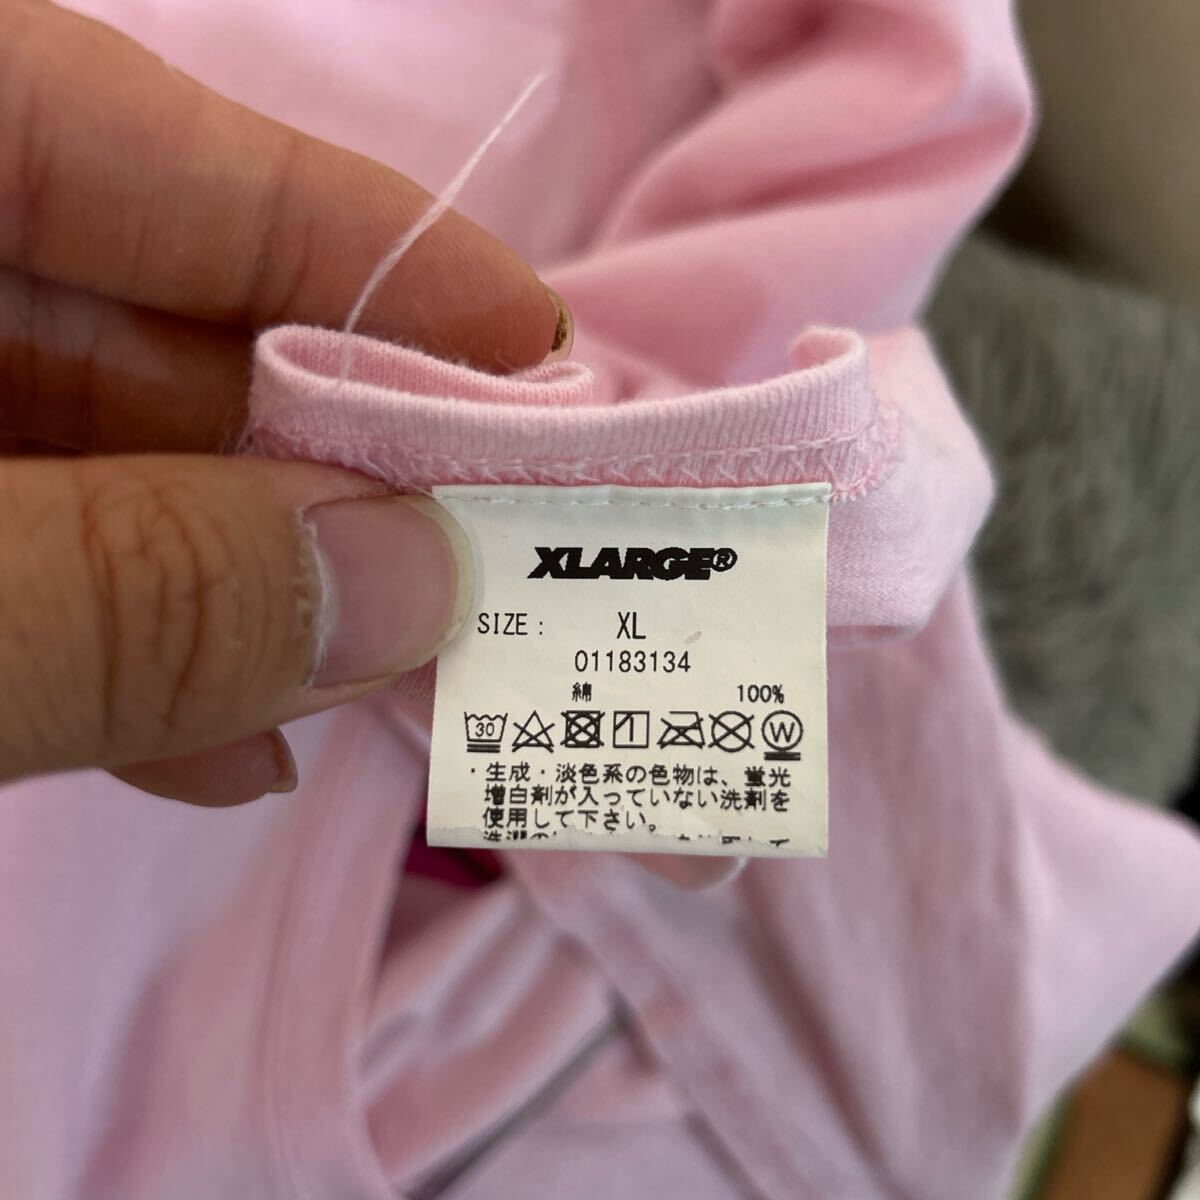 XLARGE®
SIZE : XL
01183134
綿 100%
30 W
・生成・淡色系の色物は、蛍光
増白剤が入っていない洗剤を
使用して下さい。